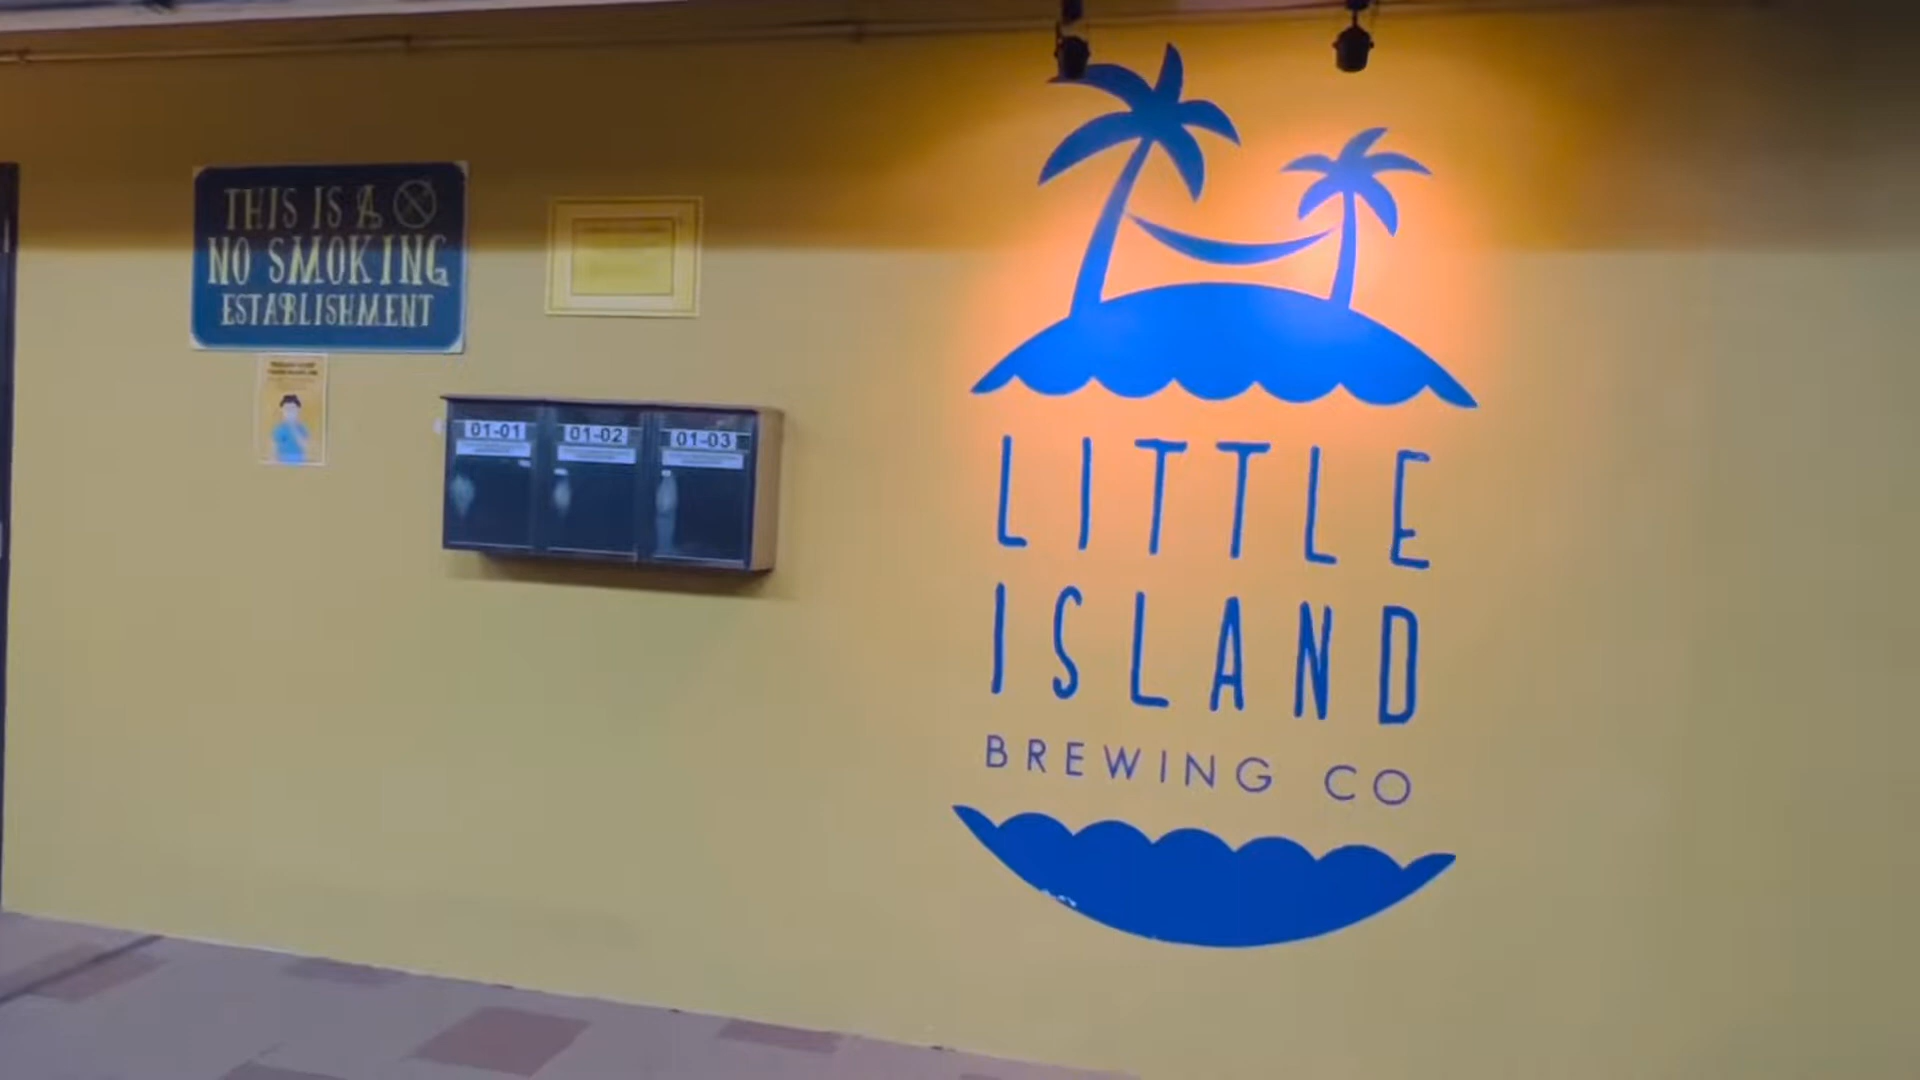 THIS IS A
NO SMOKING
ESTABLISHMENT
01-01
01-02
01-03
LITTLE
ISLAND
BREWING CO